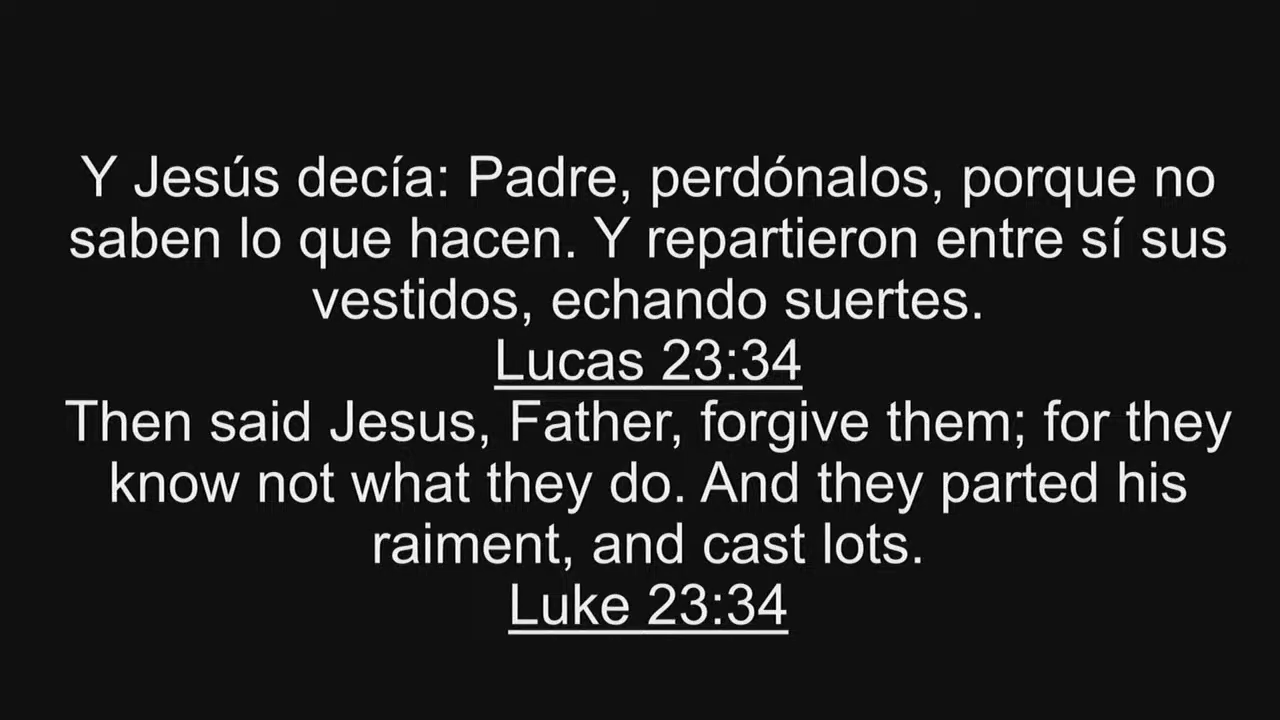 Y Jesús decía: Padre, perdónalos, porque no
saben lo que hacen. Y repartieron entre sí sus
vestidos, echando suertes.
Lucas 23:34
Then said Jesus, Father, forgive them; for they
know not what they do. And they parted his
raiment, and cast lots.
Luke 23:34